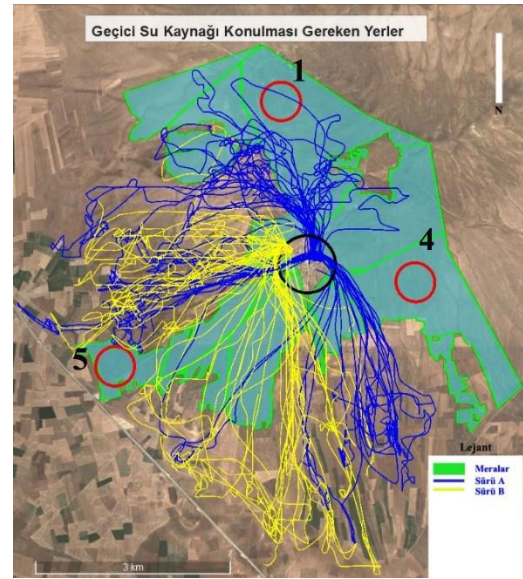 Geçici Su Kaynağı Konulması Gereken Yerler
1
N
4
5
Lejant
Meralar
Sürü A
Sürü B
3 km